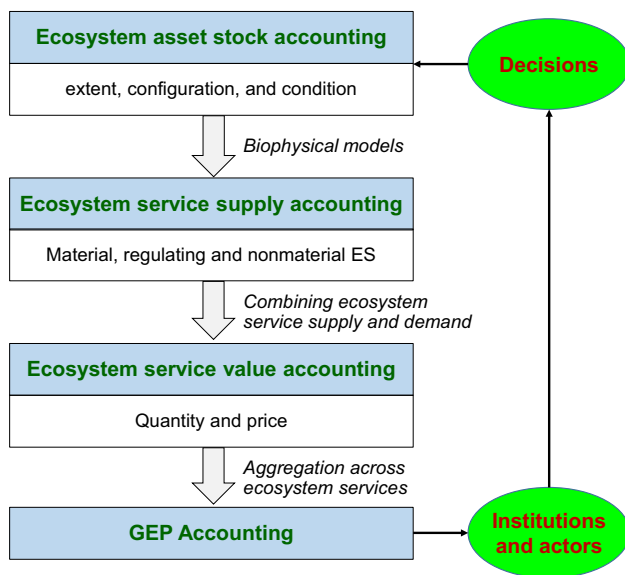 Ecosystem asset stock accounting
Decisions
extent, configuration, and condition
Biophysical models
Ecosystem service supply accounting
Material, regulating and nonmaterial ES
Combining ecosystem
service supply and demand
Ecosystem service value accounting
Quantity and price
Aggregation across
ecosystem services
GEP Accounting
Institutions
and actors